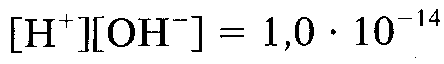 [H⁺][OH⁻] = 1,0 · 10⁻¹⁴